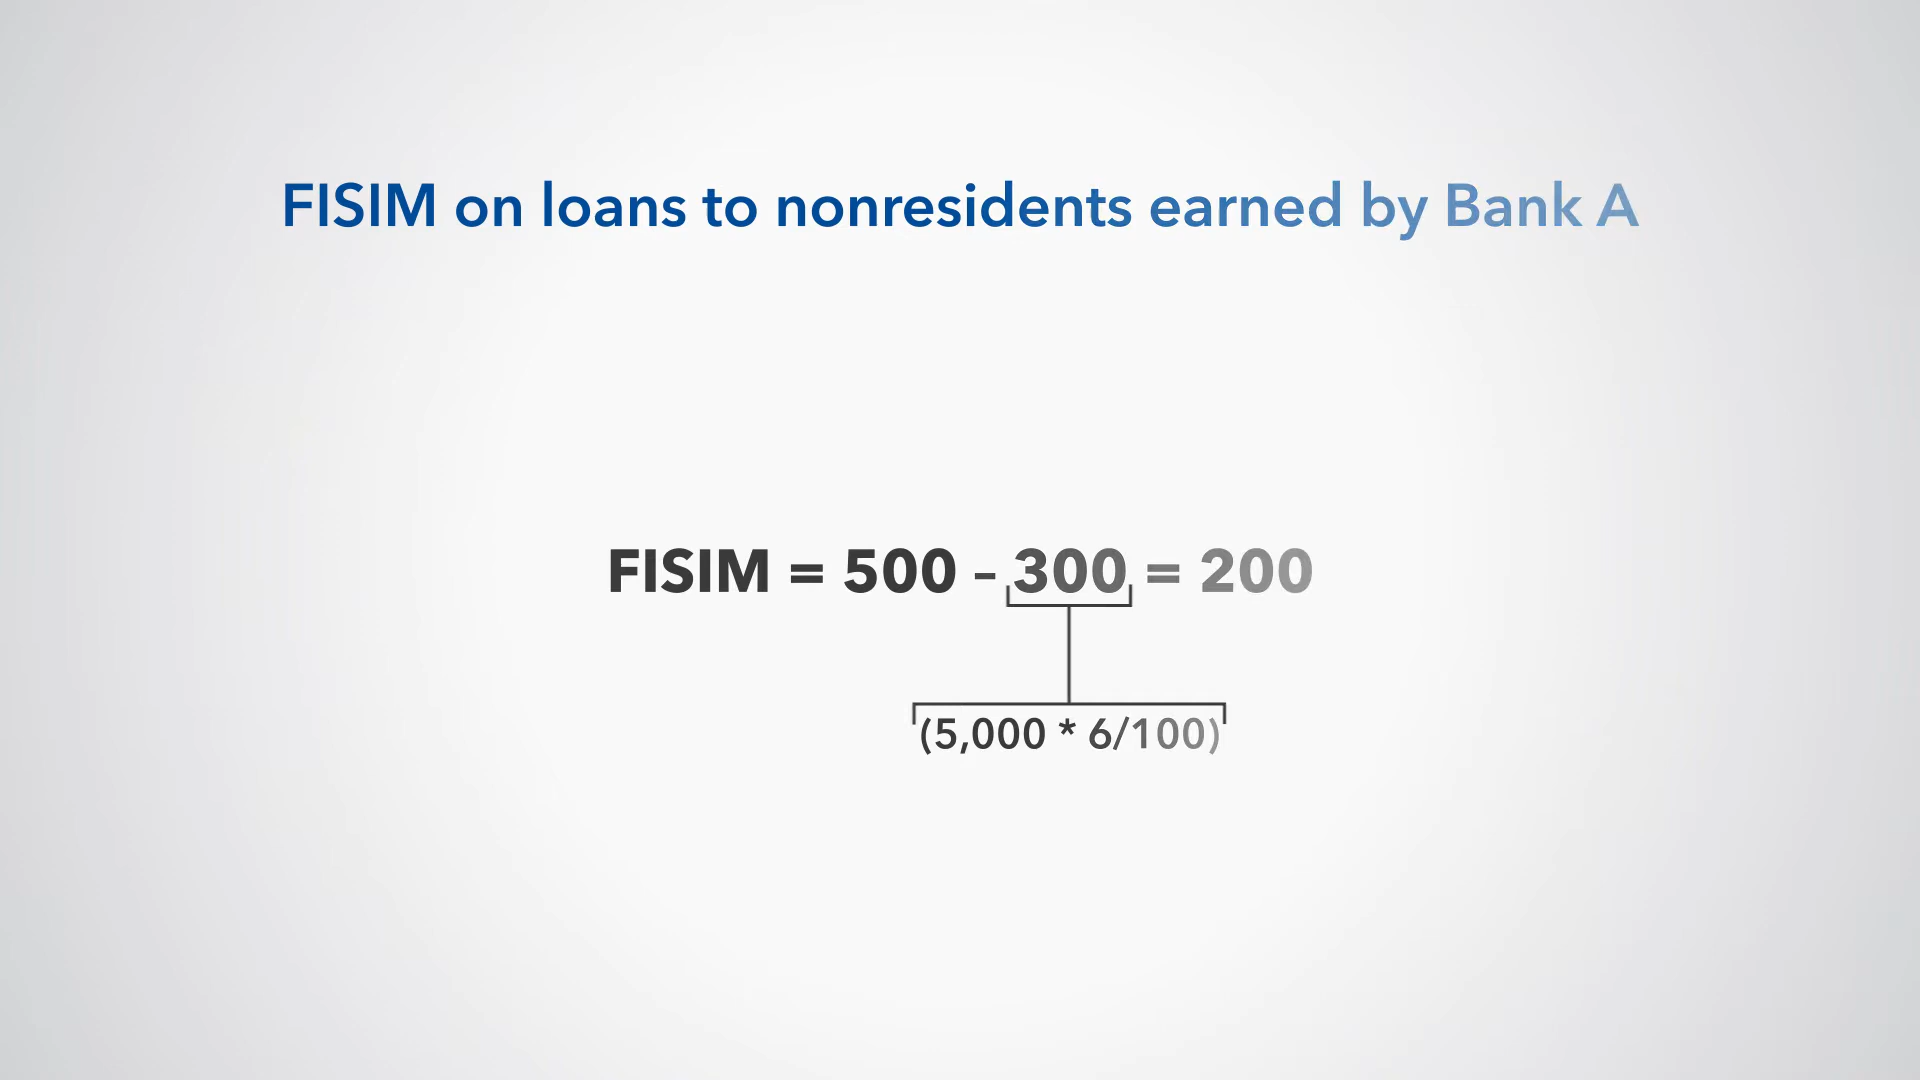 FISIM on loans to nonresidents earned by Bank A
FISIM = 500 – 300 = 200
(5,000 * 6/100)